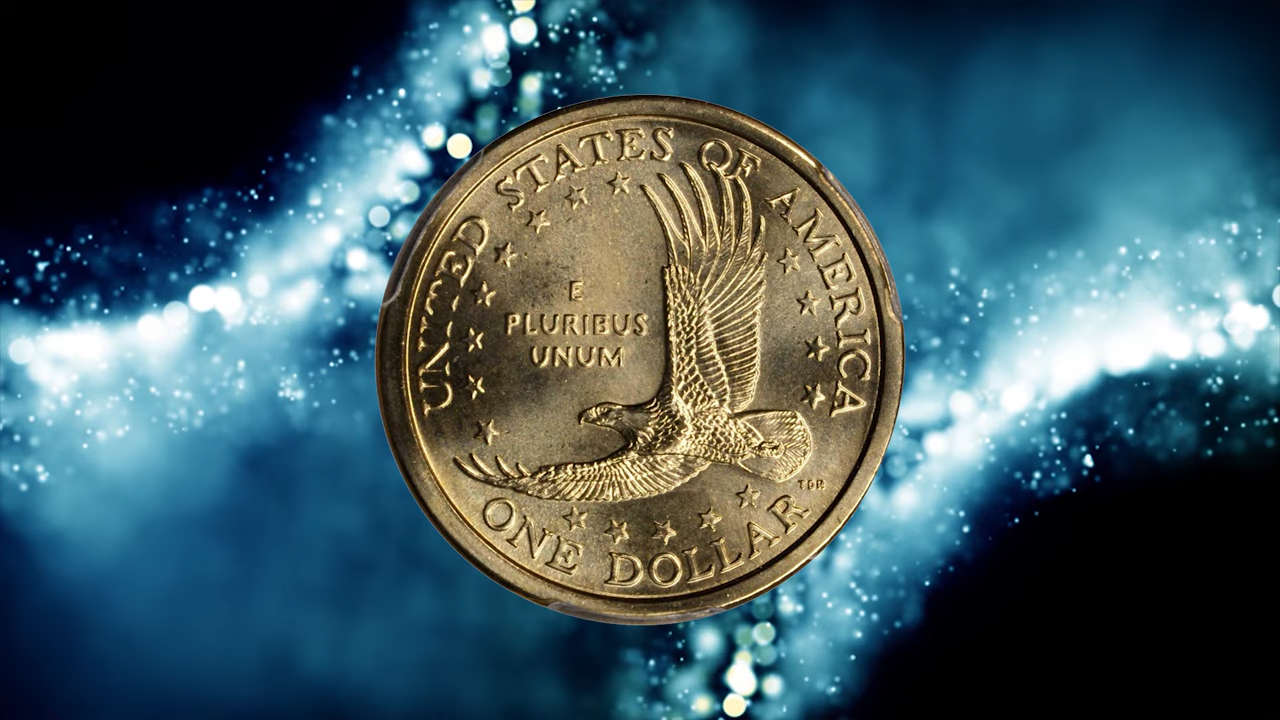 UNITED STATES OF AMERICA
E
PLURIBUS
UNUM
TDR
ONE DOLLAR